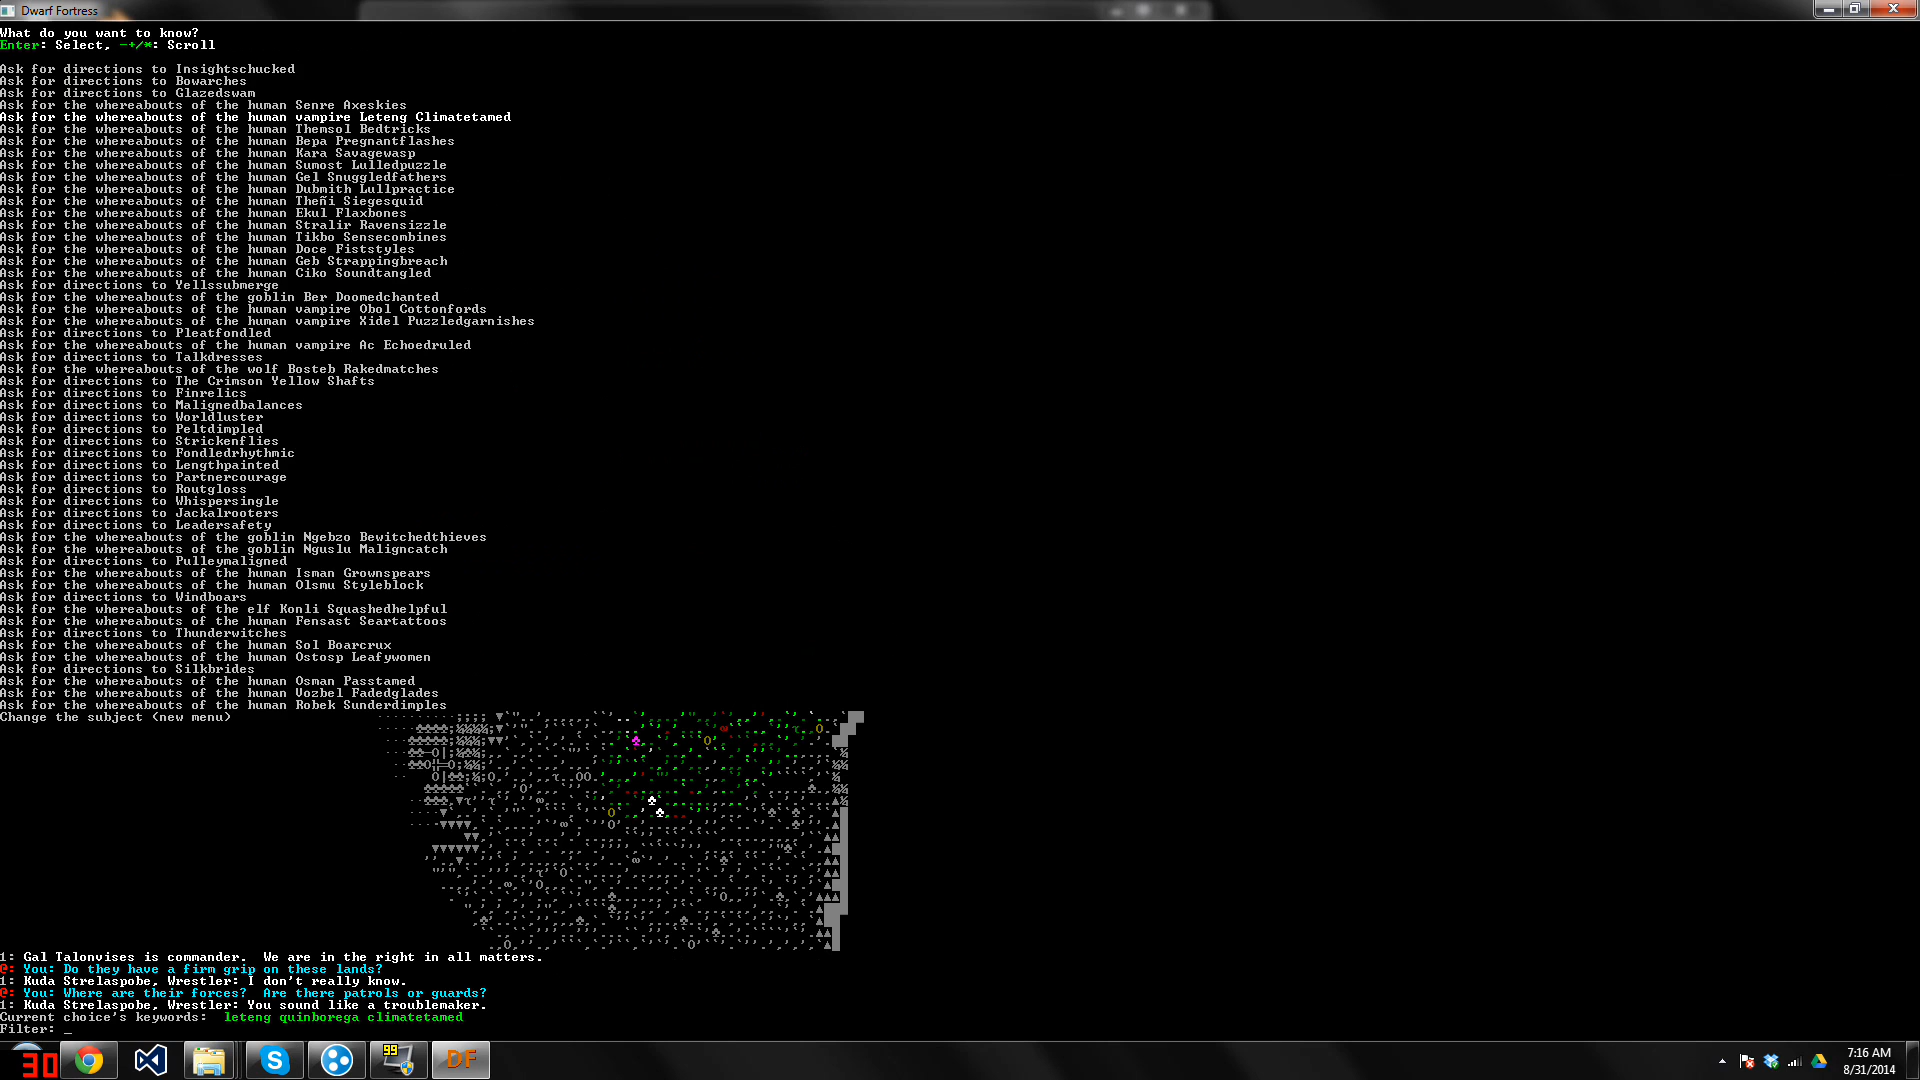 Dwarf Fortress
What do you want to know?
Enter: Select, -+/*: Scroll
Ask for directions to Insightschucked
Ask for directions to Bowarches
Ask for directions to Glazedswam
Ask for the whereabouts of the human Senre Axeskies
Ask for the whereabouts of the human vampire Leteng Climatetamed
Ask for the whereabouts of the human Themsol Bedtricks
Ask for the whereabouts of the human Bepa Pregnantflashes
Ask for the whereabouts of the human Kara Savagewasp
Ask for the whereabouts of the human Sumost Lulledpuzzle
Ask for the whereabouts of the human Gel Snuggledfathers
Ask for the whereabouts of the human Dubmith Lullpractice
Ask for the whereabouts of the human Theñi Siegesquid
Ask for the whereabouts of the human Ekul Flaxbones
Ask for the whereabouts of the human Stralir Ravensizzle
Ask for the whereabouts of the human Tikbo Sensecombines
Ask for the whereabouts of the human Doce Fiststyles
Ask for the whereabouts of the human Geb Strappingbreach
Ask for the whereabouts of the human Ciko Soundtangled
Ask for directions to Yellssubmerge
Ask for the whereabouts of the goblin Ber Doomedchanted
Ask for the whereabouts of the human vampire Obol Cottonfords
Ask for the whereabouts of the human vampire Xidel Puzzledgarnishes
Ask for directions to Pleatfondled
Ask for the whereabouts of the human vampire Ac Echoedruled
Ask for directions to Talkdresses
Ask for the whereabouts of the wolf Bosteb Rakedmatches
Ask for directions to The Crimson Yellow Shafts
Ask for directions to Finrelics
Ask for directions to Malignedbalances
Ask for directions to Worldluster
Ask for directions to Peltdimpled
Ask for directions to Strickenflies
Ask for directions to Fondledrhythmic
Ask for directions to Lengthpainted
Ask for directions to Partnercourage
Ask for directions to Routgloss
Ask for directions to Whispersingle
Ask for directions to Jackalrooters
Ask for directions to Leadersafety
Ask for the whereabouts of the goblin Ngebzo Bewitchedthieves
Ask for the whereabouts of the goblin Nguslu Maligncatch
Ask for directions to Pulleymaligned
Ask for the whereabouts of the human Isman Grownspears
Ask for the whereabouts of the human Olsmu Styleblock
Ask for directions to Windboars
Ask for the whereabouts of the elf Konli Squashedhelpful
Ask for the whereabouts of the human Fensast Seartattoos
Ask for directions to Thunderwitches
Ask for the whereabouts of the human Sol Boarcrux
Ask for the whereabouts of the human Ostosp Leafywomen
Ask for directions to Silkbrides
Ask for the whereabouts of the human Osman Passtamed
Ask for the whereabouts of the human Vozbel Fadedglades
Ask for the whereabouts of the human Robek Sunderdimples
Change the subject (new menu)
1: Gal Talonvises is commander.  We are in the right in all matters.
@: You: Do they have a firm grip on these lands?
1: Kuda Strelaspobe, Wrestler: I don't really know.
@: You: Where are their forces?  Are there patrols or guards?
1: Kuda Strelaspobe, Wrestler: You sound like a troublemaker.
Current choice's keywords:  leteng quinborega climatetamed
Filter: _
30
99
DF
7:16 AM
8/31/2014